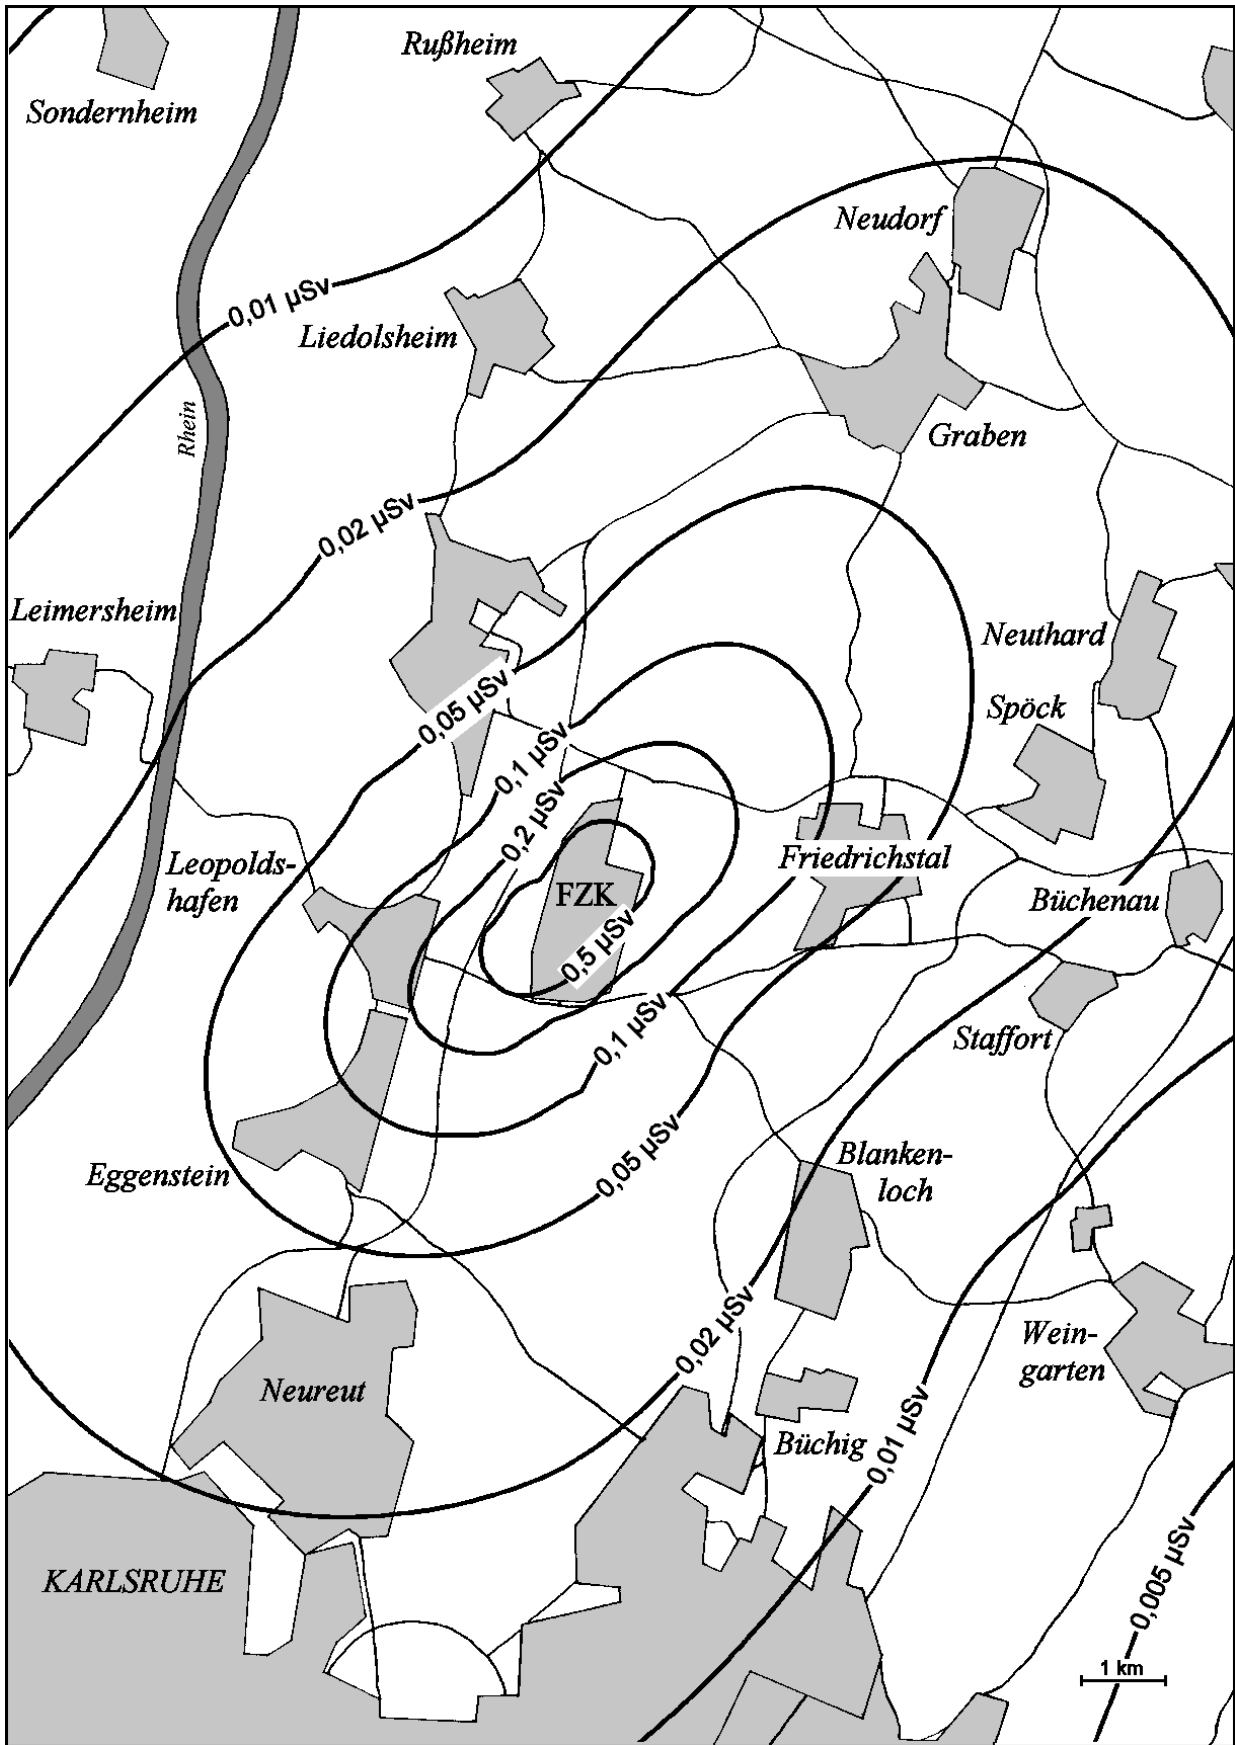 Rußheim
Sondernheim
Neudorf
0,01 µSv
Liedolsheim
Rhein
Graben
0,02 µSv
Leimersheim
Neuthard
0,05 µSv
Spöck
0,1 µSv
0,2 µSv
Friedrichstal
Leopolds-
hafen
FZK
Büchenau
0,5 µSv
0,1 µSv
Staffort
0,05 µSv
Blanken-
loch
Eggenstein
0,02 µSv
Wein-
garten
Neureut
0,01 µSv
Büchig
0,005 µSv
KARLSRUHE
1 km